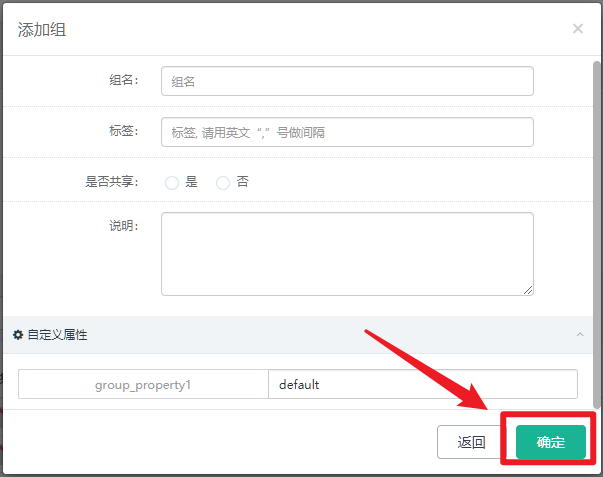 添加组
×
组名：
组名
标签：
标签, 请用英文“,”号做间隔
是否共享： 是 否
说明：
自定义属性
group_property1 default
返回 确定